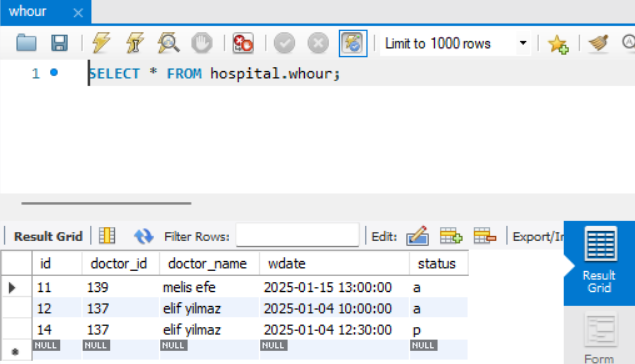 whour
Limit to 1000 rows
1 SELECT * FROM hospital.whour;
Result Grid Filter Rows: Edit: Export/Im
id doctor_id doctor_name wdate status
11 139 melis efe 2025-01-15 13:00:00 a
12 137 elif yilmaz 2025-01-04 10:00:00 a
14 137 elif yilmaz 2025-01-04 12:30:00 p
NULL NULL NULL NULL NULL
Result
Grid
Form